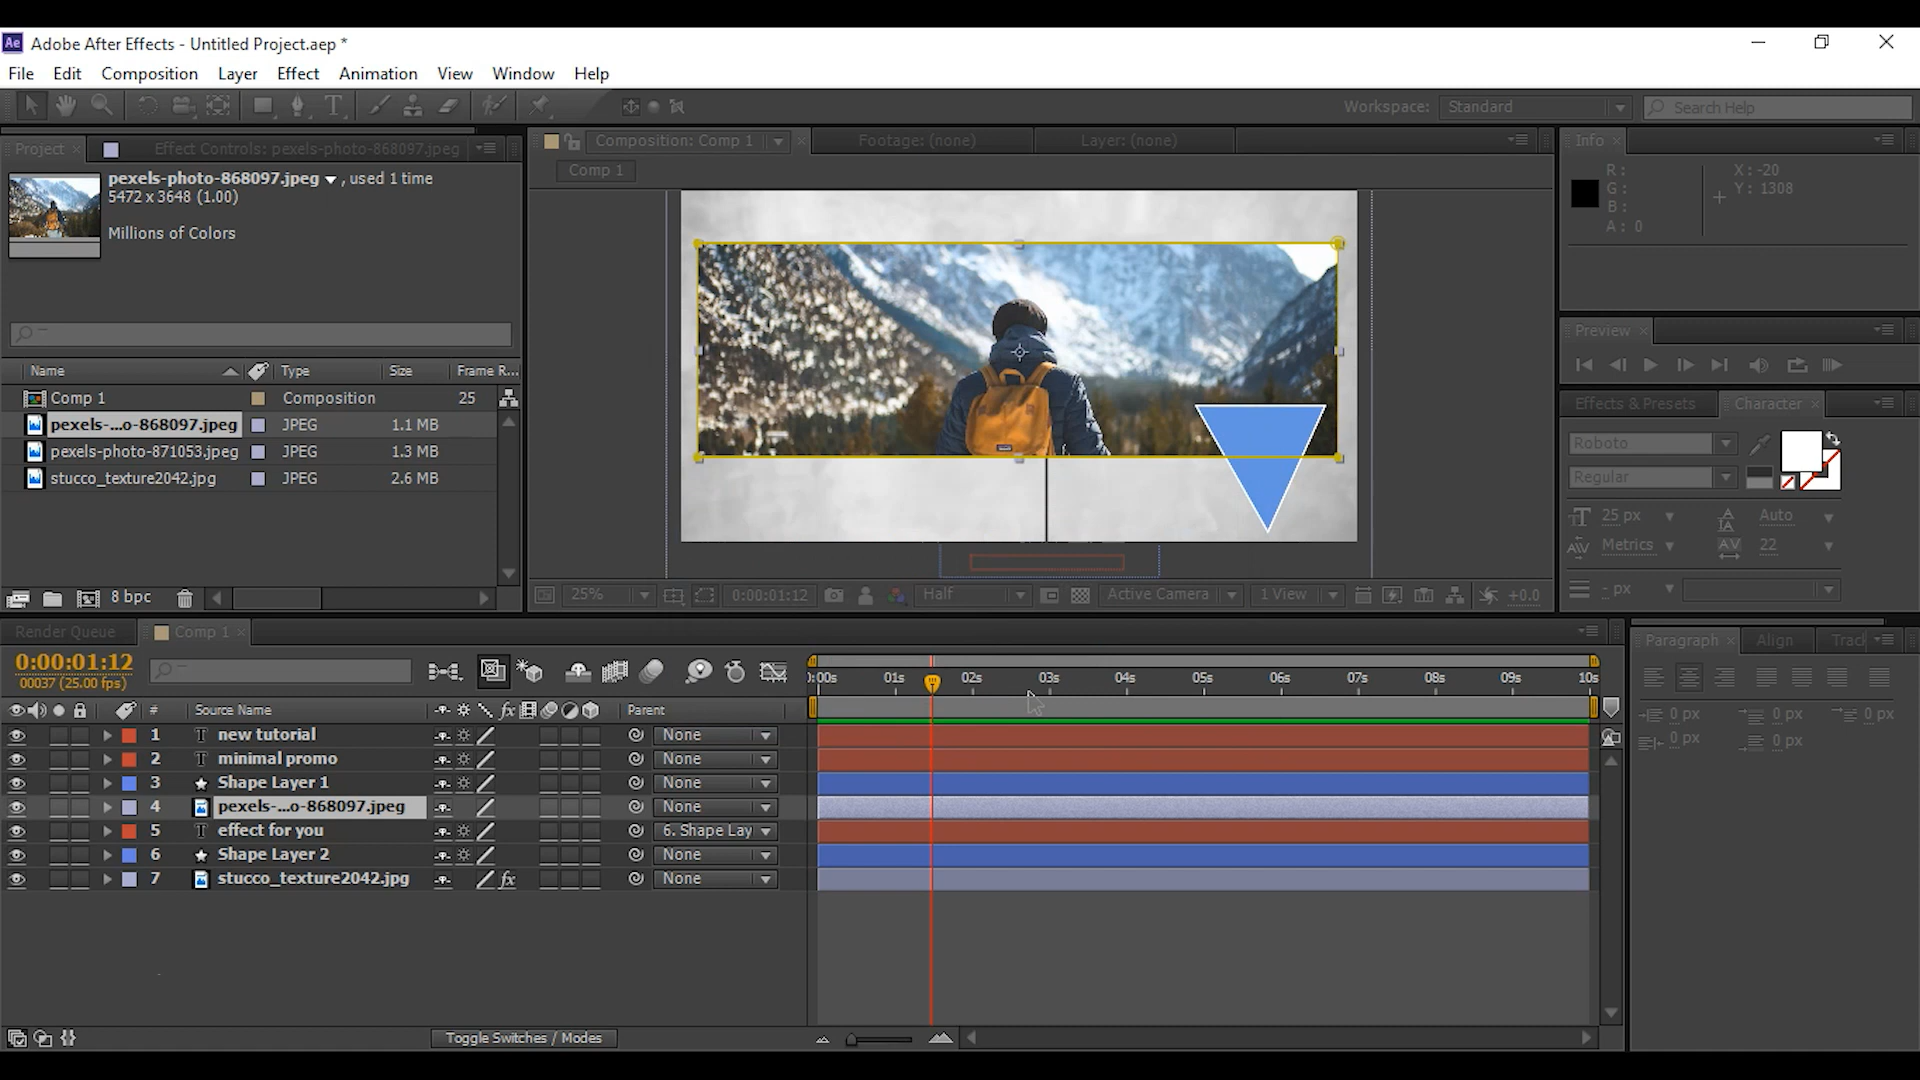 Ae Adobe After Effects - Untitled Project.aep *
File Edit Composition Layer Effect Animation View Window Help
T Workspace: Standard Search Help
Project Effect Controls: pexels-photo-868097.jpeg
pexels-photo-868097.jpeg , used 1 time
5472 x 3648 (1.00)
Millions of Colors
Name Type Size Frame R...
Comp 1 Composition 25
pexels-...o-868097.jpeg JPEG 1.1 MB
pexels-photo-871053.jpeg JPEG 1.3 MB
stucco_texture2042.jpg JPEG 2.6 MB
8 bpc
Composition: Comp 1 Footage: (none) Layer: (none)
Comp 1
25% 0:00:01:12 Half Active Camera 1 View +0.0
Info
R: X: -20
G: Y: 1308
B:
A: 0
Preview
Effects & Presets Character
Roboto
Regular
25 px Auto
Metrics 22
- px
Render Queue Comp 1
0:00:01:12
00037 (25.00 fps)
# Source Name fx Parent
0:00s 01s 02s 03s 04s 05s 06s 07s 08s 09s 10s
1 T new tutorial None
2 T minimal promo None
3 Shape Layer 1 None
4 pexels-...o-868097.jpeg None
5 T effect for you 6. Shape Lay
6 Shape Layer 2 None
7 stucco_texture2042.jpg fx None
Toggle Switches / Modes
Paragraph Align Track
0 px 0 px 0 px
0 px 0 px